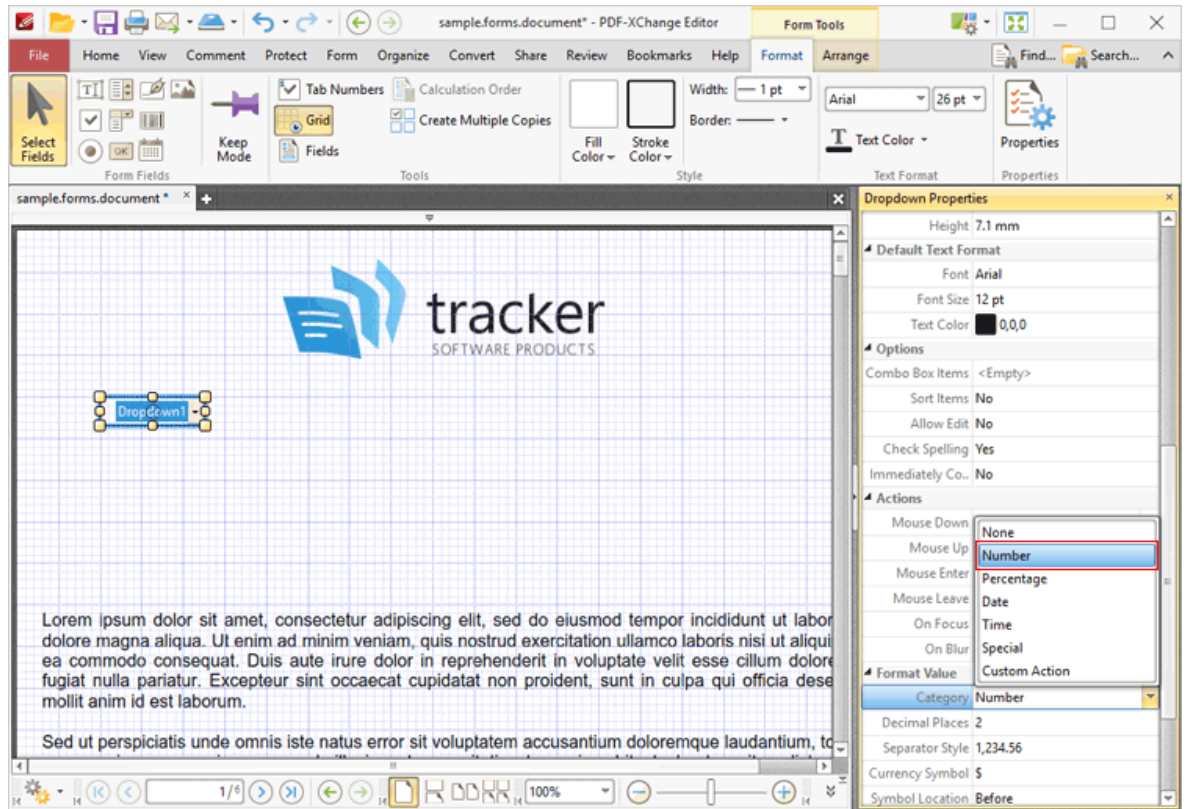 sample.forms.document* - PDF-XChange Editor
Form Tools
File Home View Comment Protect Form Organize Convert Share Review Bookmarks Help Format Arrange Find... Search...
Select Fields
OK
Form Fields
Keep Mode
Tab Numbers
Grid
Fields
Calculation Order
Create Multiple Copies
Tools
Fill Color
Stroke Color
Width: 1 pt
Border:
Style
Arial 26 pt
T Text Color
Text Format
Properties
Properties
sample.forms.document *
tracker
SOFTWARE PRODUCTS
Dropdown1
Lorem ipsum dolor sit amet, consectetur adipiscing elit, sed do eiusmod tempor incididunt ut labor
dolore magna aliqua. Ut enim ad minim veniam, quis nostrud exercitation ullamco laboris nisi ut aliqui
ea commodo consequat. Duis aute irure dolor in reprehenderit in voluptate velit esse cillum dolore
fugiat nulla pariatur. Excepteur sint occaecat cupidatat non proident, sunt in culpa qui officia dese
mollit anim id est laborum.
Sed ut perspiciatis unde omnis iste natus error sit voluptatem accusantium doloremque laudantium, to
1/6
100%
Dropdown Properties
Height 7.1 mm
Default Text Format
Font Arial
Font Size 12 pt
Text Color 0,0,0
Options
Combo Box Items <Empty>
Sort Items No
Allow Edit No
Check Spelling Yes
Immediately Co.. No
Actions
Mouse Down
Mouse Up
Mouse Enter
Mouse Leave
On Focus
On Blur
None
Number
Percentage
Date
Time
Special
Custom Action
Format Value
Category Number
Decimal Places 2
Separator Style 1,234.56
Currency Symbol $
Symbol Location Before